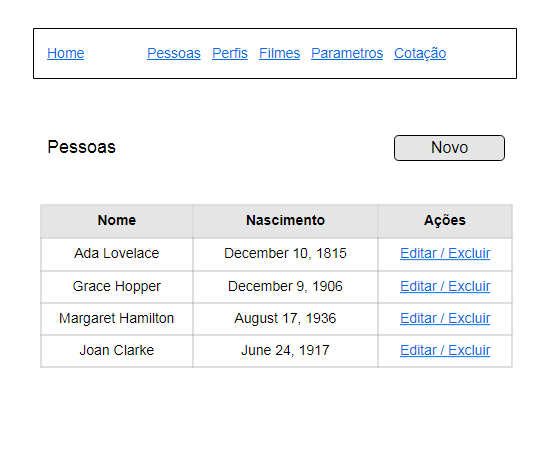 Home Pessoas Perfis Filmes Parametros Cotação
Pessoas Novo
Nome Nascimento Ações
Ada Lovelace December 10, 1815 Editar / Excluir
Grace Hopper December 9, 1906 Editar / Excluir
Margaret Hamilton August 17, 1936 Editar / Excluir
Joan Clarke June 24, 1917 Editar / Excluir